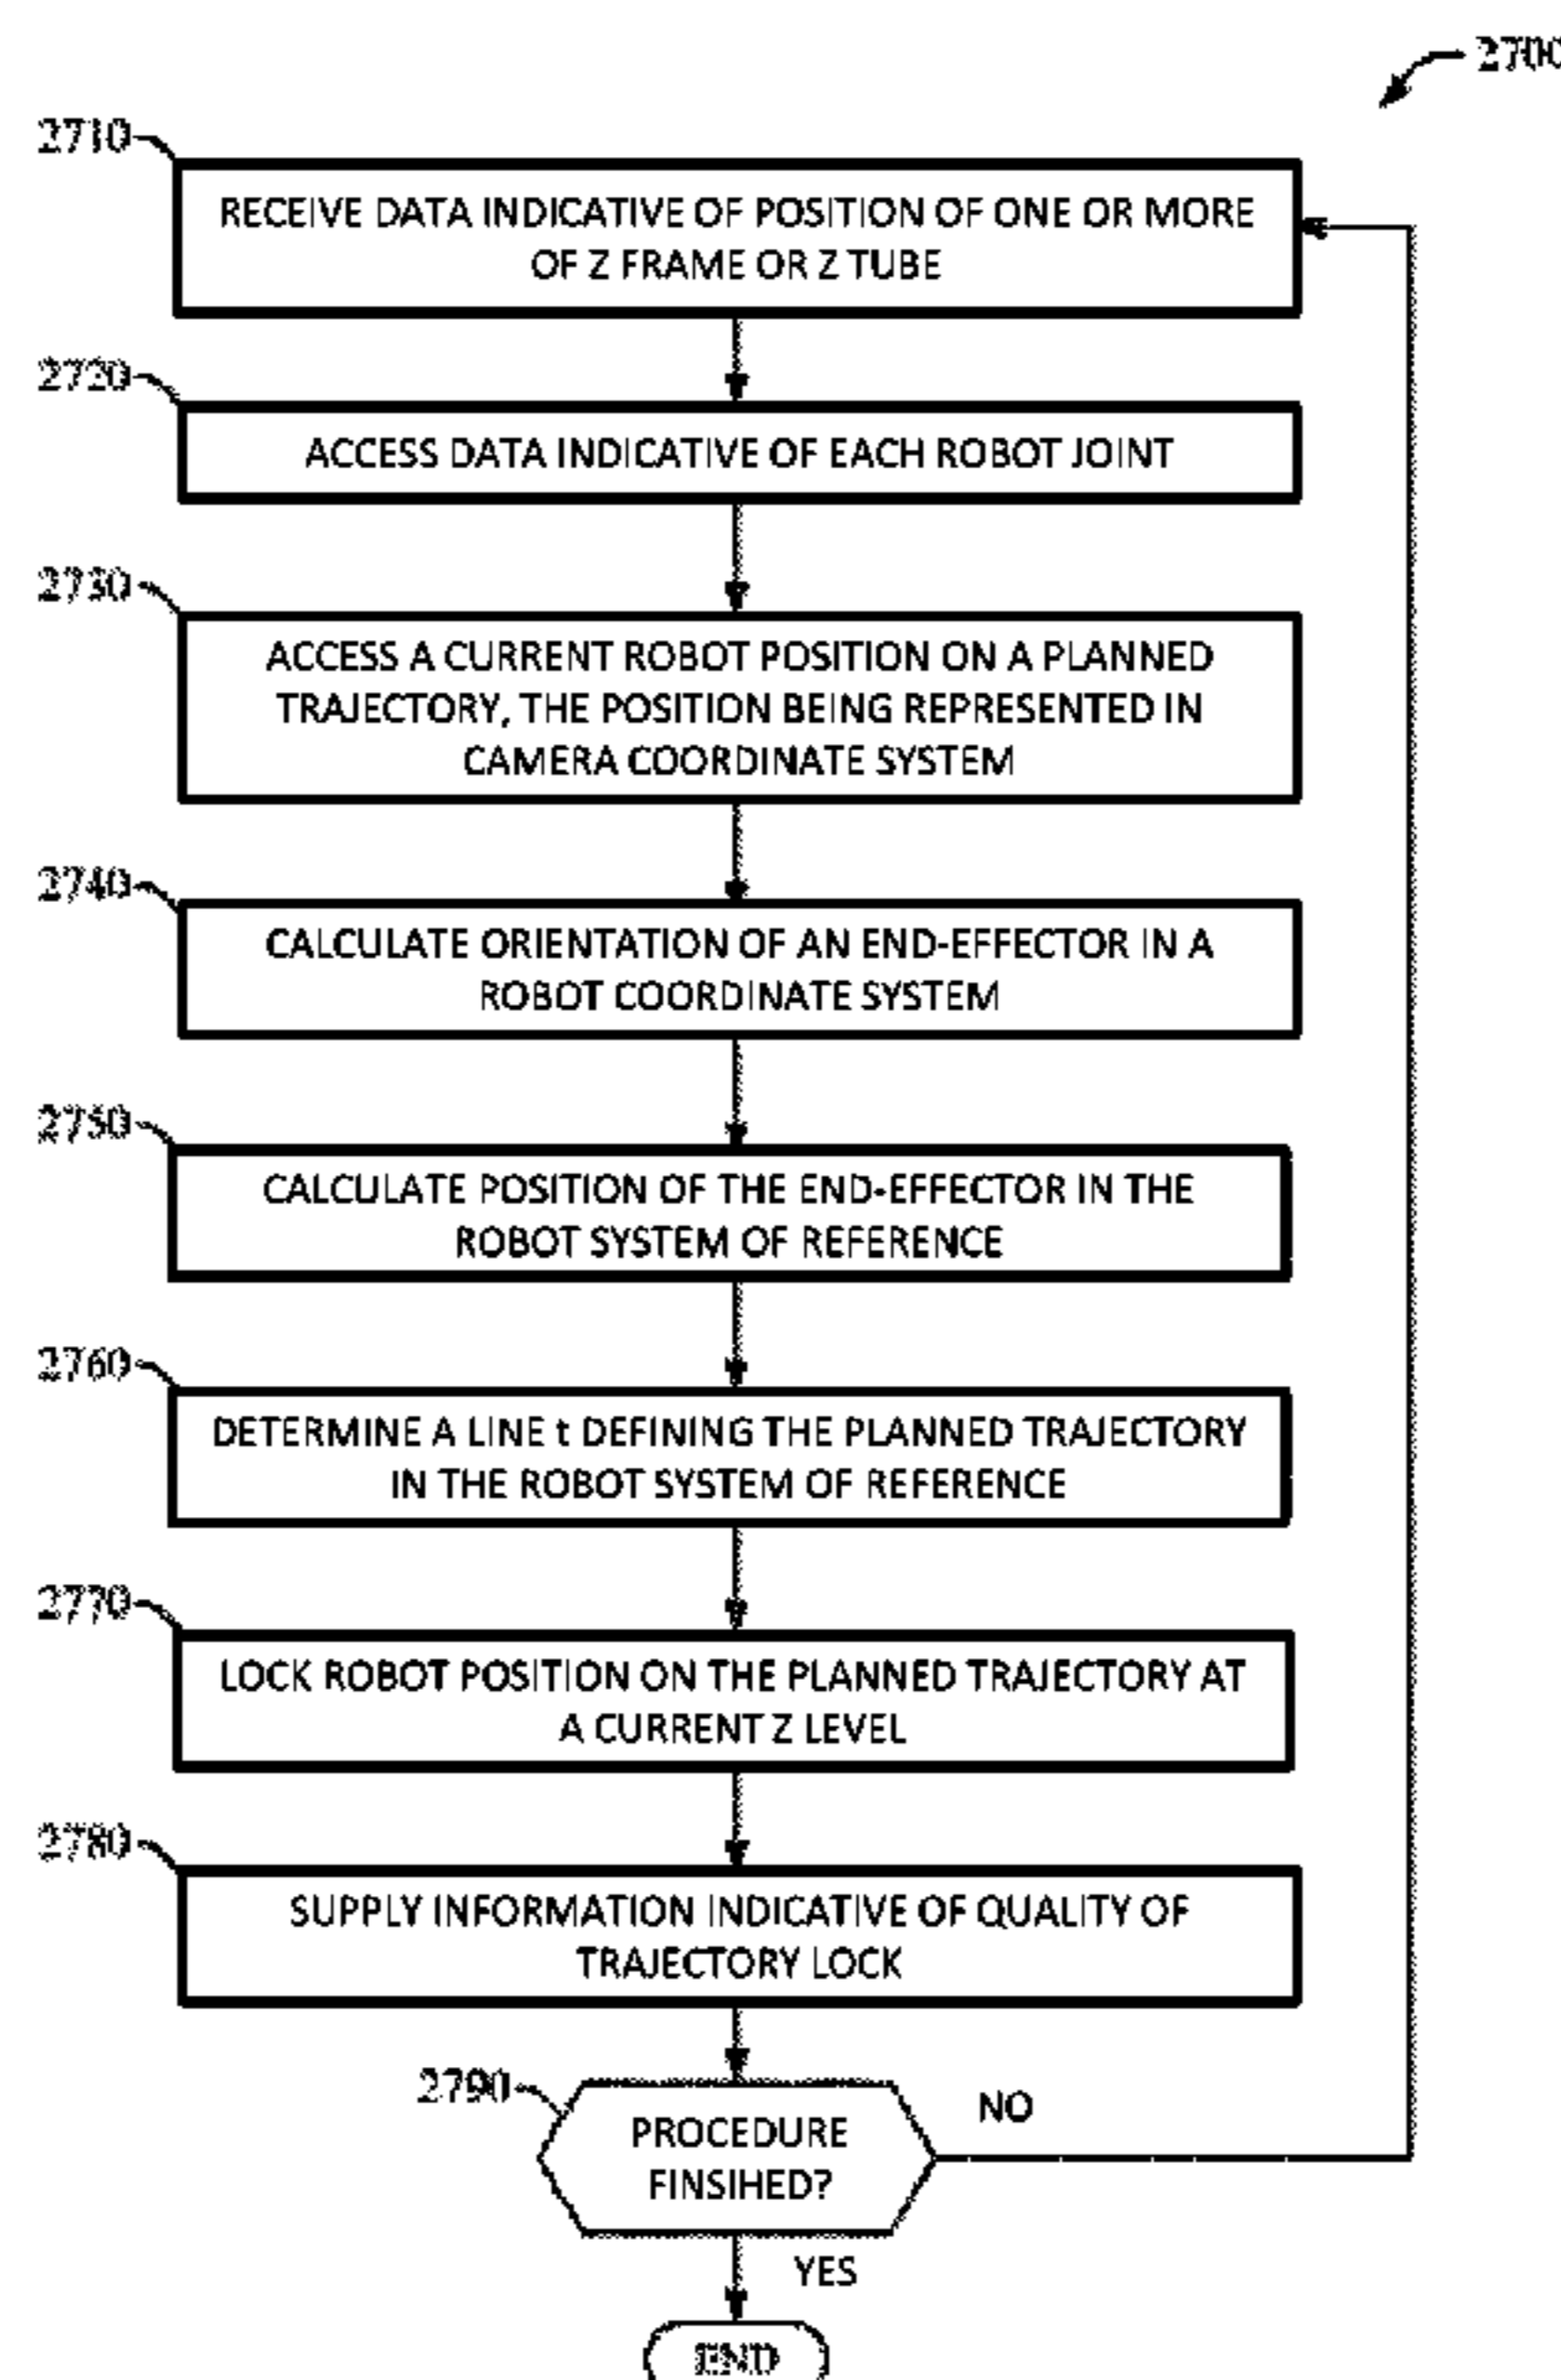 2700
2710
RECEIVE DATA INDICATIVE OF POSITION OF ONE OR MORE
OF Z FRAME OR Z TUBE
2720
ACCESS DATA INDICATIVE OF EACH ROBOT JOINT
2730
ACCESS A CURRENT ROBOT POSITION ON A PLANNED
TRAJECTORY, THE POSITION BEING REPRESENTED IN
CAMERA COORDINATE SYSTEM
2740
CALCULATE ORIENTATION OF AN END-EFFECTOR IN A
ROBOT COORDINATE SYSTEM
2750
CALCULATE POSITION OF THE END-EFFECTOR IN THE
ROBOT SYSTEM OF REFERENCE
2760
DETERMINE A LINE t DEFINING THE PLANNED TRAJECTORY
IN THE ROBOT SYSTEM OF REFERENCE
2770
LOCK ROBOT POSITION ON THE PLANNED TRAJECTORY AT
A CURRENT Z LEVEL
2780
SUPPLY INFORMATION INDICATIVE OF QUALITY OF
TRAJECTORY LOCK
2790
PROCEDURE
FINSIHED?
NO
YES
END